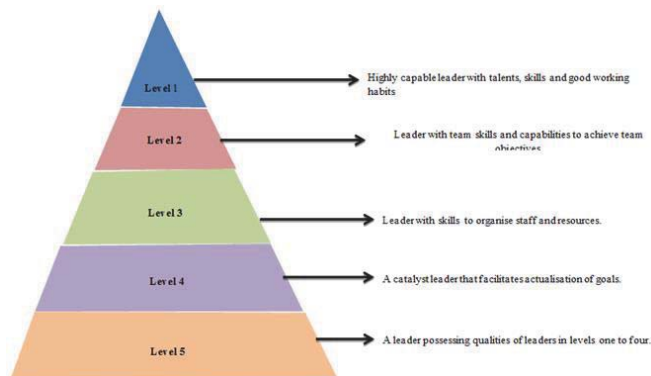 Level 1
Highly capable leader with talents, skills and good working
habits
Level 2
Leader with team skills and capabilities to achieve team
objectives
Level 3
Leader with skills to organise staff and resources.
Level 4
A catalyst leader that facilitates actualisation of goals.
Level 5
A leader possessing qualities of leaders in levels one to four.